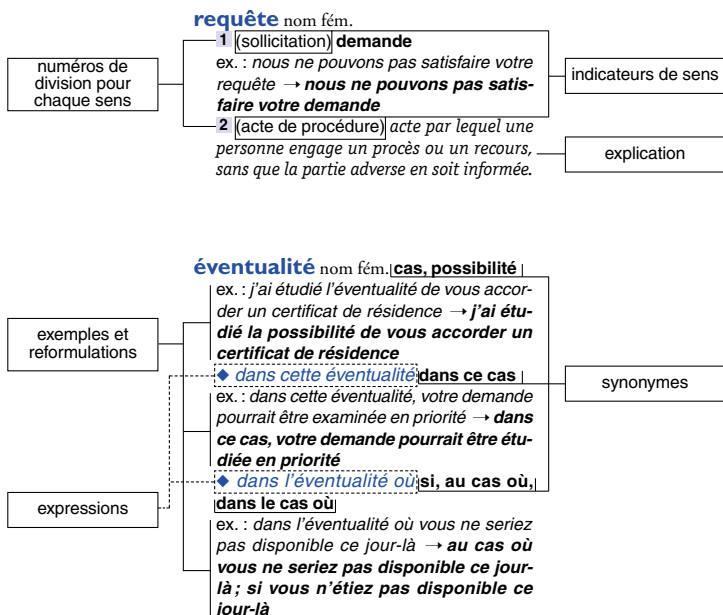 requête nom fém.
1 (sollicitation) demande
ex. : nous ne pouvons pas satisfaire votre
requête → nous ne pouvons pas satis-
faire votre demande
2 (acte de procédure) acte par lequel une
personne engage un procès ou un recours,
sans que la partie adverse en soit informée.
numéros de
division pour
chaque sens
indicateurs de sens
explication
éventualité nom fém. cas, possibilité
ex. : j'ai étudié l'éventualité de vous accor-
der un certificat de résidence → j'ai étu-
dié la possibilité de vous accorder un
certificat de résidence
◆ dans cette éventualité dans ce cas
ex. : dans cette éventualité, votre demande
pourrait être examinée en priorité → dans
ce cas, votre demande pourrait être étu-
diée en priorité
◆ dans l'éventualité où si, au cas où,
dans le cas où
ex. : dans l'éventualité où vous ne seriez
pas disponible ce jour-là → au cas où
vous ne seriez pas disponible ce jour-
là ; si vous n'étiez pas disponible ce
jour-là
exemples et
reformulations
expressions
synonymes